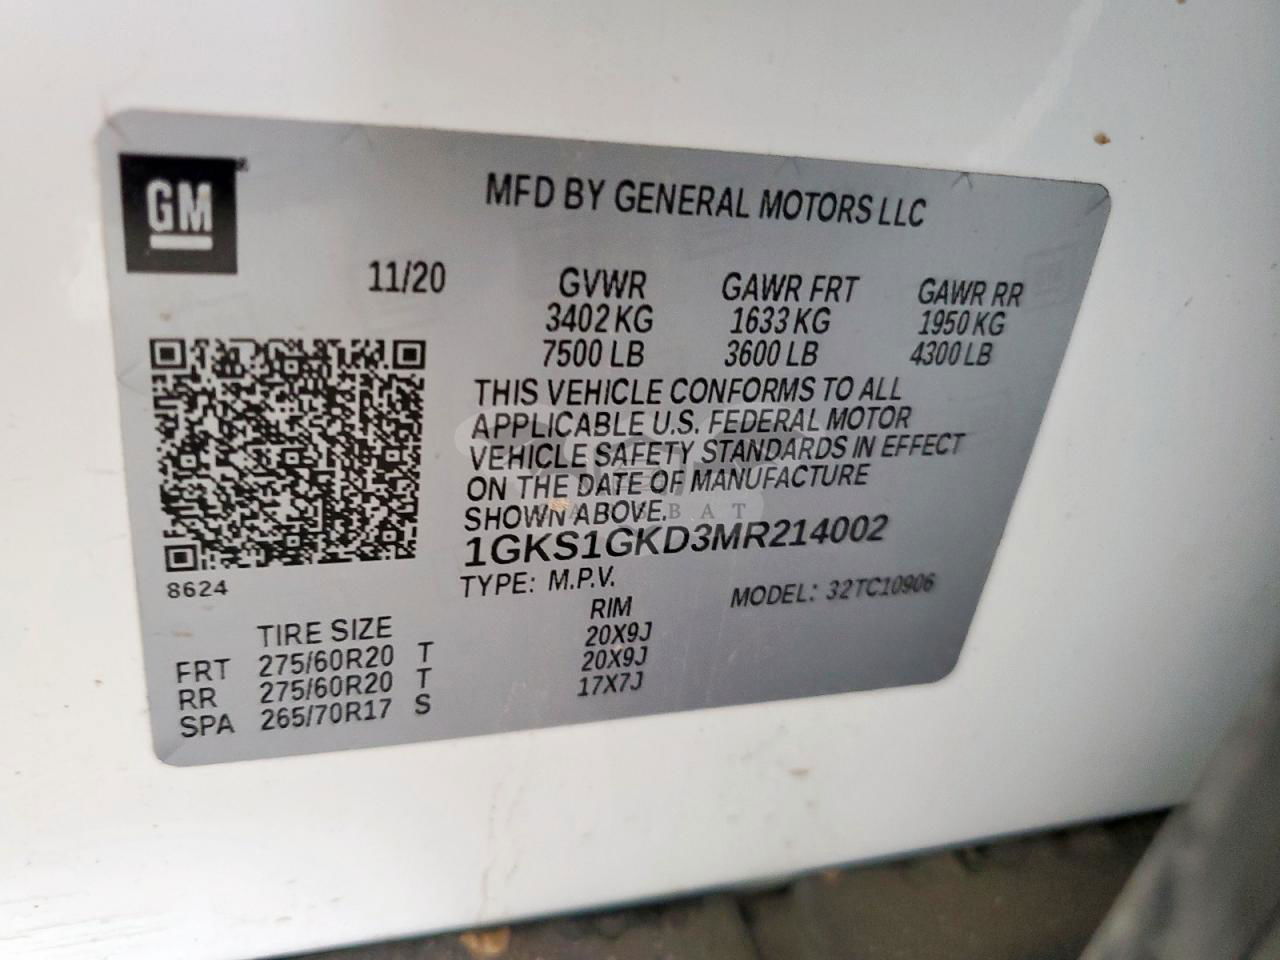 GM
MFD BY GENERAL MOTORS LLC
11/20 GVWR GAWR FRT GAWR RR
3402 KG 1633 KG 1950 KG
7500 LB 3600 LB 4300 LB
THIS VEHICLE CONFORMS TO ALL
APPLICABLE U.S. FEDERAL MOTOR
VEHICLE SAFETY STANDARDS IN EFFECT
ON THE DATE OF MANUFACTURE
SHOWN ABOVE.
1GKS1GKD3MR214002
8624
TYPE: M.P.V. MODEL: 32TC10906
TIRE SIZE RIM
FRT 275/60R20 T 20X9J
RR 275/60R20 T 20X9J
SPA 265/70R17 S 17X7J